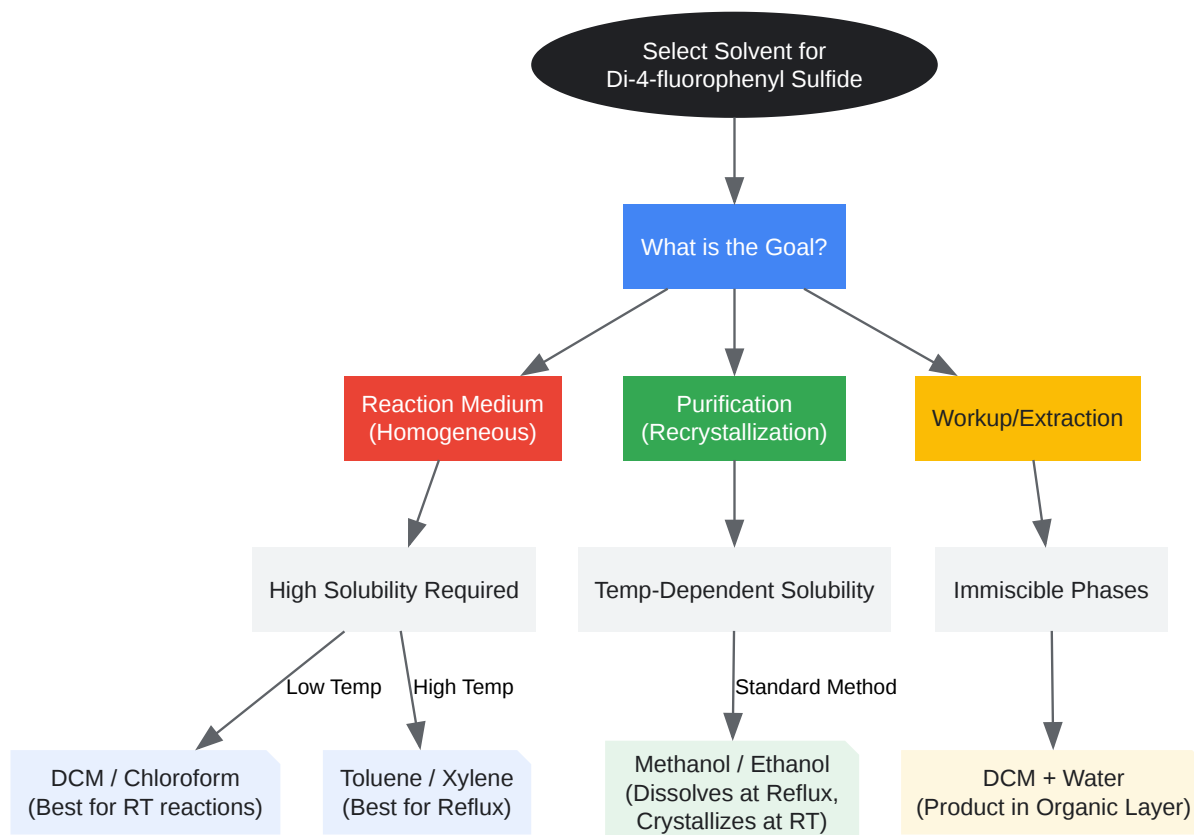 Select Solvent for
Di-4-fluorophenyl Sulfide
What is the Goal?
Reaction Medium
(Homogeneous)
Purification
(Recrystallization)
Workup/Extraction
High Solubility Required
Temp-Dependent Solubility
Immiscible Phases
Low Temp
High Temp
Standard Method
DCM / Chloroform
(Best for RT reactions)
Toluene / Xylene
(Best for Reflux)
Methanol / Ethanol
(Dissolves at Reflux,
Crystallizes at RT)
DCM + Water
(Product in Organic Layer)